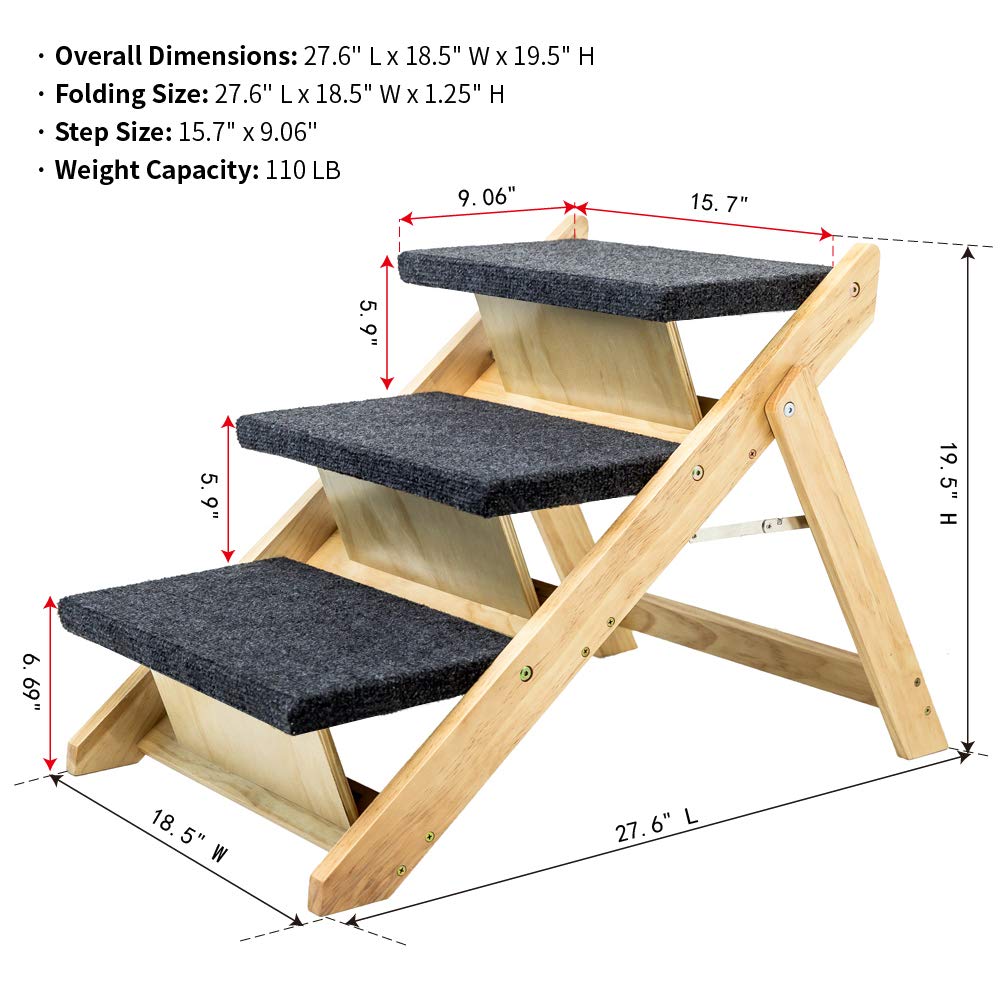 · Overall Dimensions: 27.6" L x 18.5" W x 19.5" H
· Folding Size: 27.6" L x 18.5" W x 1.25" H
· Step Size: 15.7" x 9.06"
· Weight Capacity: 110 LB
9.06"
15.7"
5.9"
5.9"
19.5" H
6.69"
18.5" W
27.6" L